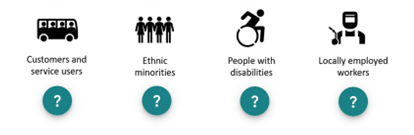 Customers and
service users
?
Ethnic
minorities
?
People with
disabilities
?
Locally employed
workers
?